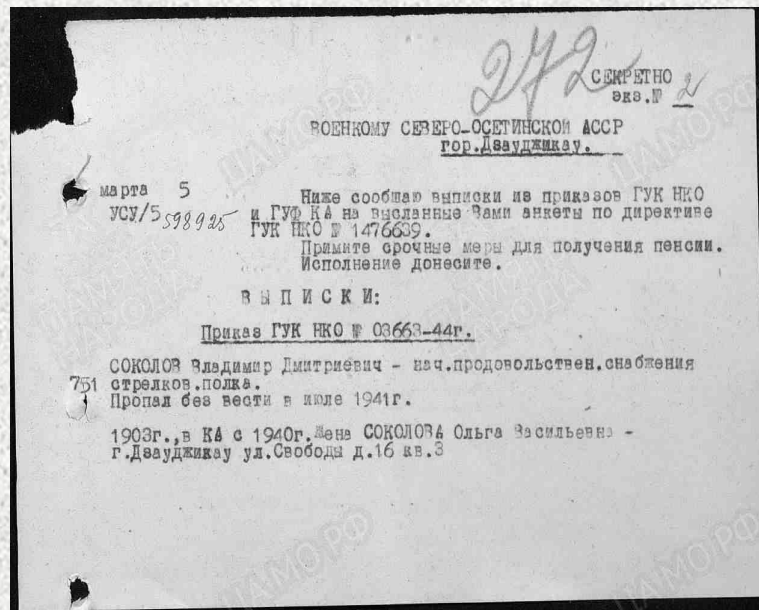 272
СЕКРЕТНО
экз.№ 2
ВОЕНКОМУ СЕВЕРО-ОСЕТИНСКОЙ АССР
гор.Дзауджикау.
марта 5
УСУ/5 598925
Ниже сообщаю выписки из приказов ГУК НКО
и ГУФ КА на высланные Вами анкеты по директиве
ГУК НКО № 1476639.
Примите срочные меры для получения пенсии.
Исполнение донесите.
ВЫПИСКИ:
Приказ ГУК НКО № 03663-44г.
СОКОЛОВ Владимир Дмитриевич - нач.продовольствен.снабжения
751 стрелков.полка.
Пропал без вести в июле 1941г.
1903г.,в КА с 1940г.Жена СОКОЛОВА Ольга Васильевна -
г.Дзауджикау ул.Свободы д.16 кв.3
ЦАМО РФ
ПАМЯТЬ НАРОДА